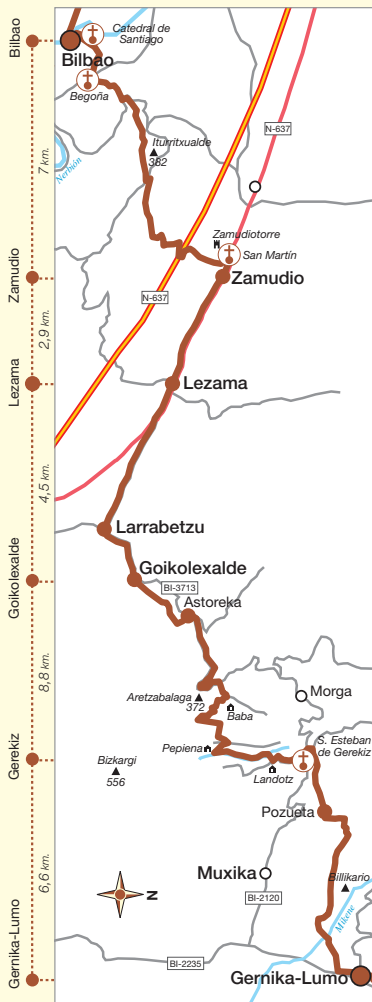 Bilbao
7 km.
Zamudio
2,9 km.
Lezama
4,5 km.
Goikolexalde
8,8 km.
Gerekiz
6,6 km.
Gernika-Lumo
Catedral de
Santiago
Bilbao
Begoña
Iturritxualde
382
N-637
Nerbión
Zamudiotorre
San Martín
Zamudio
N-637
Lezama
Larrabetzu
Goikolexalde
BI-3713
Astoreka
Aretzabalaga
372
Baba
Morga
Pepiena
S. Esteban
de Gerekiz
Bizkargi
556
Landotz
Pozueta
Muxika
Billikario
BI-2120
N
Mikene
BI-2235
Gernika-Lumo